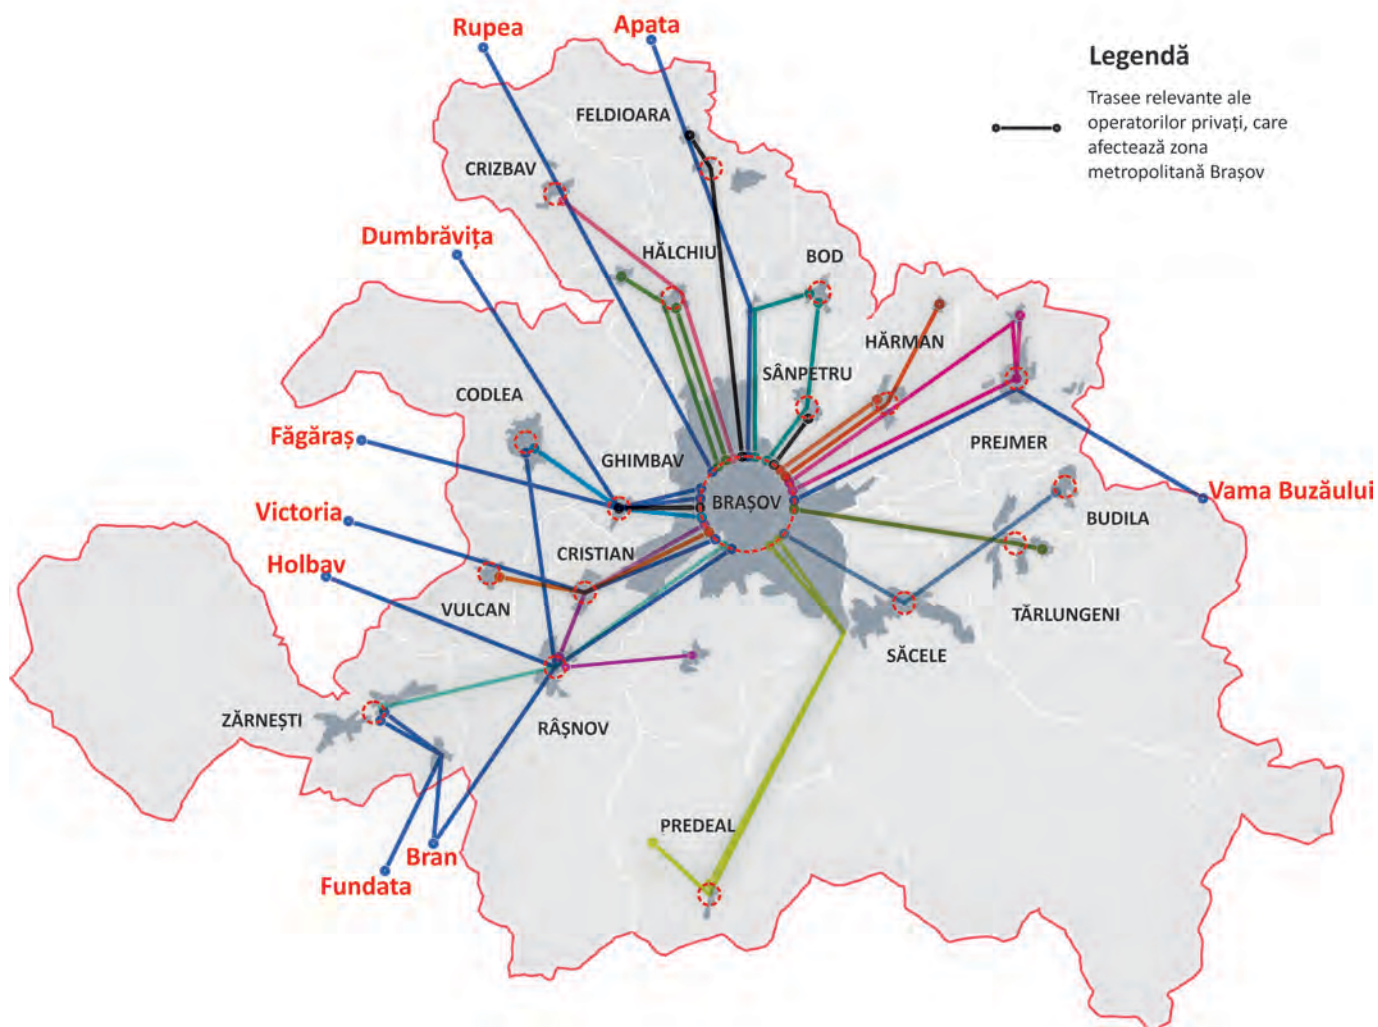 Rupea
Apata
Legendă
Trasee relevante ale
operatorilor privați, care
afectează zona
metropolitană Brașov
FELDIOARA
CRIZBAV
Dumbrăvița
HĂLCHIU
BOD
HĂRMAN
SÂNPETRU
CODLEA
Făgăraș
PREJMER
GHIMBAV
Vama Buzăului
BRAȘOV
Victoria
BUDILA
CRISTIAN
Holbav
VULCAN
TĂRLUNGENI
SĂCELE
ZĂRNEȘTI
RÂȘNOV
PREDEAL
Bran
Fundata